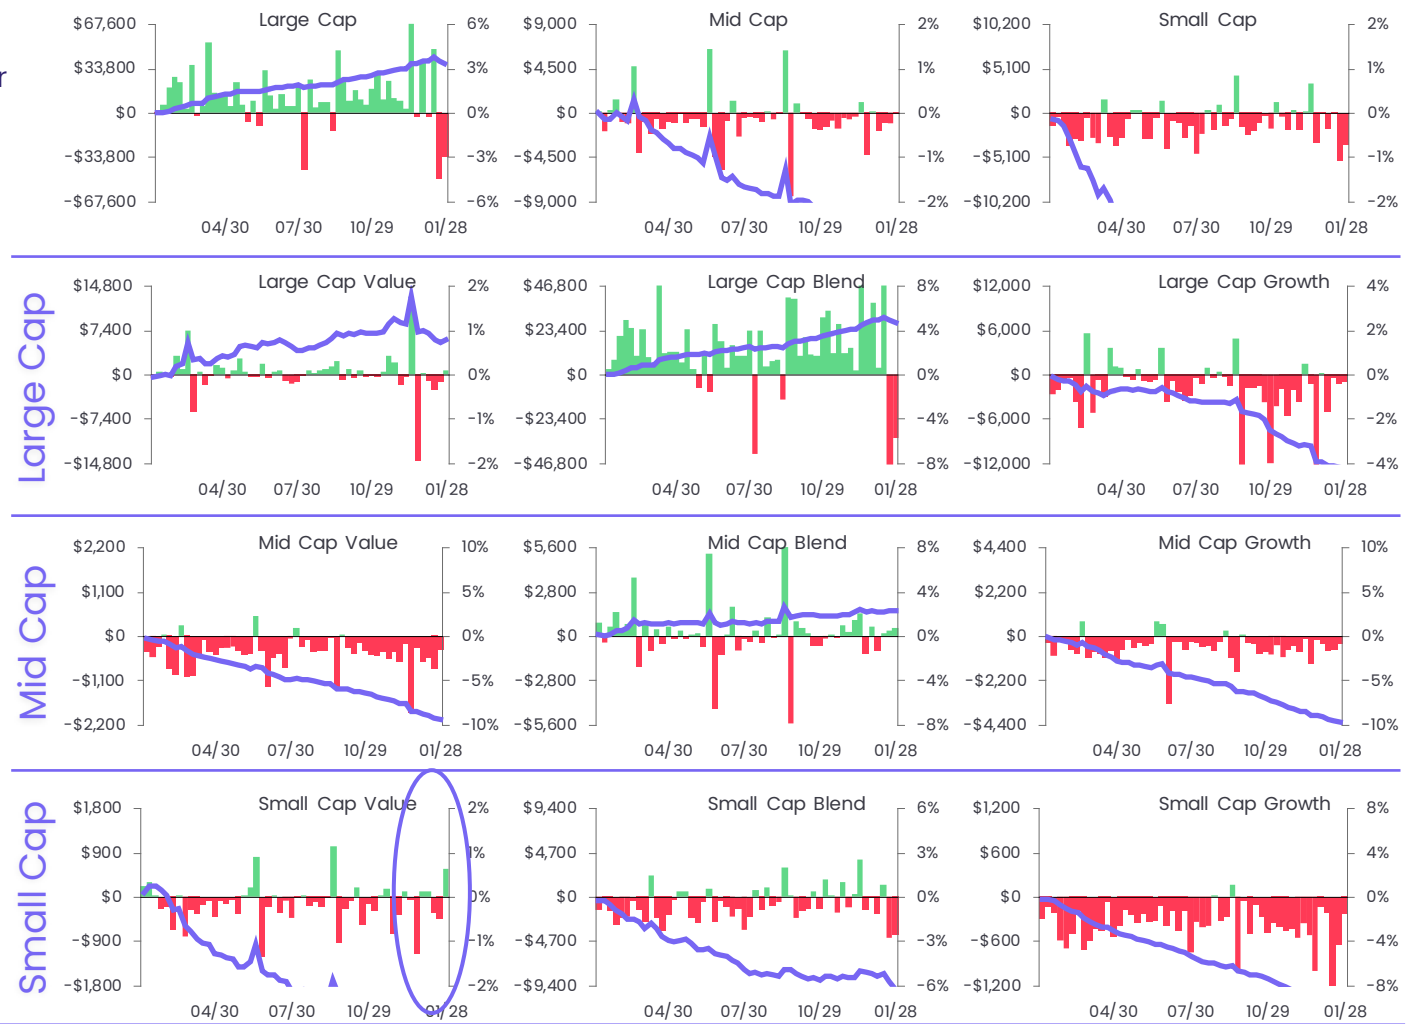 r
Large Cap Mid Cap Small Cap
$67,600 6% $9,000 2% $10,200 2%
$33,800 3% $4,500 1% $5,100 1%
$0 0% $0 0% $0 0%
-$33,800 -3% -$4,500 -1% -$5,100 -1%
-$67,600 -6% -$9,000 -2% -$10,200 -2%
04/30 07/30 10/29 01/28 04/30 07/30 10/29 01/28 04/30 07/30 10/29 01/28
Large Cap
Large Cap Value Large Cap Blend Large Cap Growth
$14,800 2% $46,800 8% $12,000 4%
$7,400 1% $23,400 4% $6,000 2%
$0 0% $0 0% $0 0%
-$7,400 -1% -$23,400 -4% -$6,000 -2%
-$14,800 -2% -$46,800 -8% -$12,000 -4%
04/30 07/30 10/29 01/28 04/30 07/30 10/29 01/28 04/30 07/30 10/29 01/28
Mid Cap
Mid Cap Value Mid Cap Blend Mid Cap Growth
$2,200 10% $5,600 8% $4,400 10%
$1,100 5% $2,800 4% $2,200 5%
$0 0% $0 0% $0 0%
-$1,100 -5% -$2,800 -4% -$2,200 -5%
-$2,200 -10% -$5,600 -8% -$4,400 -10%
04/30 07/30 10/29 01/28 04/30 07/30 10/29 01/28 04/30 07/30 10/29 01/28
Small Cap
Small Cap Value Small Cap Blend Small Cap Growth
$1,800 2% $9,400 6% $1,200 8%
$900 1% $4,700 3% $600 4%
$0 0% $0 0% $0 0%
-$900 -1% -$4,700 -3% -$600 -4%
-$1,800 -2% -$9,400 -6% -$1,200 -8%
04/30 07/30 10/29 01/28 04/30 07/30 10/29 01/28 04/30 07/30 10/29 01/28